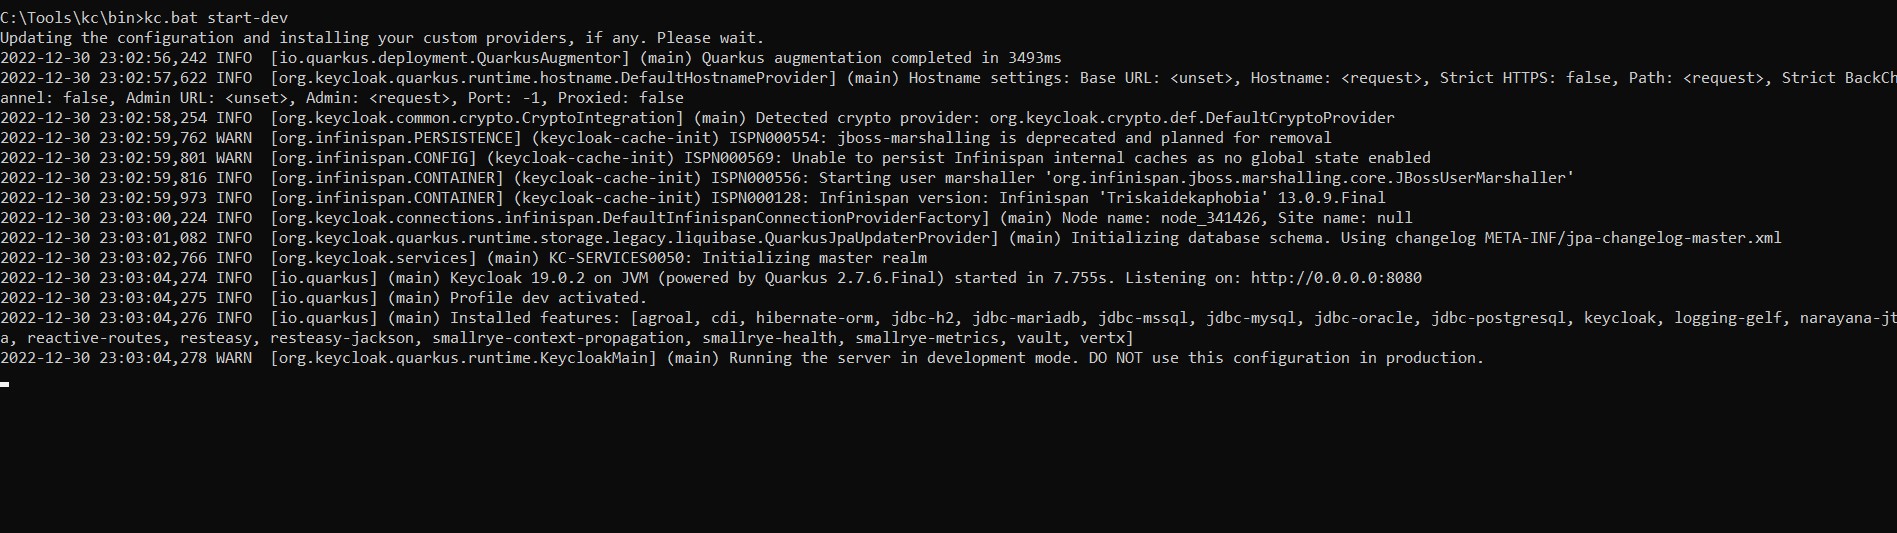 C:\Tools\kc\bin>kc.bat start-dev
Updating the configuration and installing your custom providers, if any. Please wait.
2022-12-30 23:02:56,242 INFO  [io.quarkus.deployment.QuarkusAugmentor] (main) Quarkus augmentation completed in 3493ms
2022-12-30 23:02:57,622 INFO  [org.keycloak.quarkus.runtime.hostname.DefaultHostnameProvider] (main) Hostname settings: Base URL: <unset>, Hostname: <request>, Strict HTTPS: false, Path: <request>, Strict BackCh
annel: false, Admin URL: <unset>, Admin: <request>, Port: -1, Proxied: false
2022-12-30 23:02:58,254 INFO  [org.keycloak.common.crypto.CryptoIntegration] (main) Detected crypto provider: org.keycloak.crypto.def.DefaultCryptoProvider
2022-12-30 23:02:59,762 WARN  [org.infinispan.PERSISTENCE] (keycloak-cache-init) ISPN000554: jboss-marshalling is deprecated and planned for removal
2022-12-30 23:02:59,801 WARN  [org.infinispan.CONFIG] (keycloak-cache-init) ISPN000569: Unable to persist Infinispan internal caches as no global state enabled
2022-12-30 23:02:59,816 INFO  [org.infinispan.CONTAINER] (keycloak-cache-init) ISPN000556: Starting user marshaller 'org.infinispan.jboss.marshalling.core.JBossUserMarshaller'
2022-12-30 23:02:59,973 INFO  [org.infinispan.CONTAINER] (keycloak-cache-init) ISPN000128: Infinispan version: Infinispan 'Triskaidekaphobia' 13.0.9.Final
2022-12-30 23:03:00,224 INFO  [org.keycloak.connections.infinispan.DefaultInfinispanConnectionProviderFactory] (main) Node name: node_341426, Site name: null
2022-12-30 23:03:01,082 INFO  [org.keycloak.quarkus.runtime.storage.legacy.liquibase.QuarkusJpaUpdaterProvider] (main) Initializing database schema. Using changelog META-INF/jpa-changelog-master.xml
2022-12-30 23:03:02,766 INFO  [org.keycloak.services] (main) KC-SERVICES0050: Initializing master realm
2022-12-30 23:03:04,274 INFO  [io.quarkus] (main) Keycloak 19.0.2 on JVM (powered by Quarkus 2.7.6.Final) started in 7.755s. Listening on: http://0.0.0.0:8080
2022-12-30 23:03:04,275 INFO  [io.quarkus] (main) Profile dev activated.
2022-12-30 23:03:04,276 INFO  [io.quarkus] (main) Installed features: [agroal, cdi, hibernate-orm, jdbc-h2, jdbc-mariadb, jdbc-mssql, jdbc-mysql, jdbc-oracle, jdbc-postgresql, keycloak, logging-gelf, narayana-jt
a, reactive-routes, resteasy, resteasy-jackson, smallrye-context-propagation, smallrye-health, smallrye-metrics, vault, vertx]
2022-12-30 23:03:04,278 WARN  [org.keycloak.quarkus.runtime.KeycloakMain] (main) Running the server in development mode. DO NOT use this configuration in production.